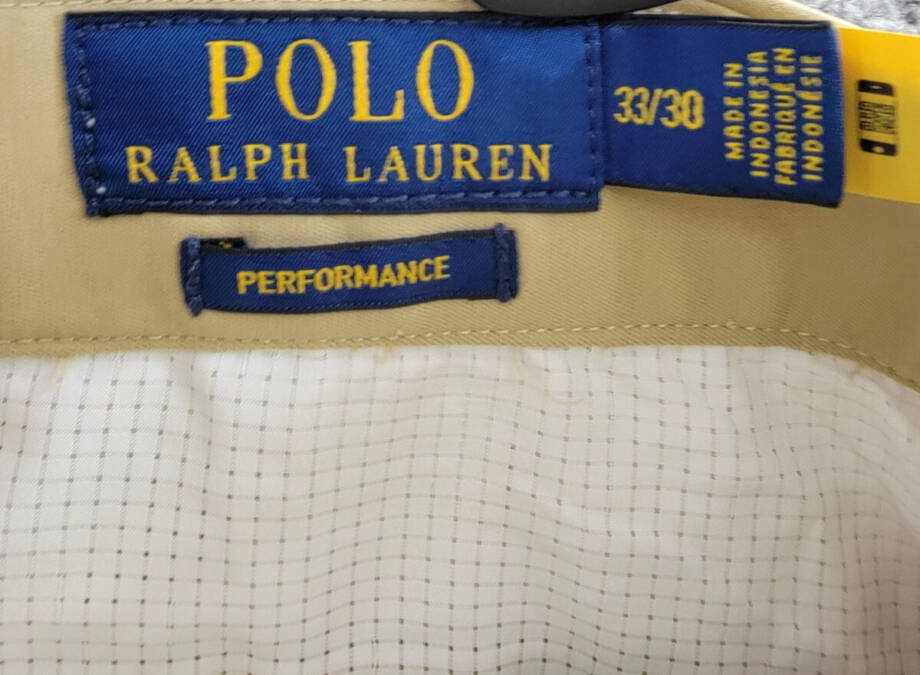 POLO
RALPH LAUREN
33/30
MADE IN
INDONESIA
FABRIQUÉ EN
INDONÉSIE
PERFORMANCE